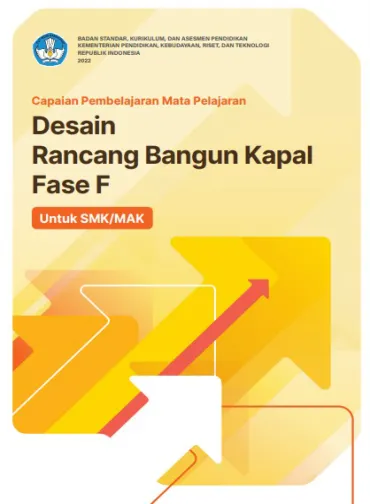 BADAN STANDAR, KURIKULUM, DAN ASESMEN PENDIDIKAN
KEMENTERIAN PENDIDIKAN, KEBUDAYAAN, RISET, DAN TEKNOLOGI
REPUBLIK INDONESIA
2022
Capaian Pembelajaran Mata Pelajaran
Desain
Rancang Bangun Kapal
Fase F
Untuk SMK/MAK